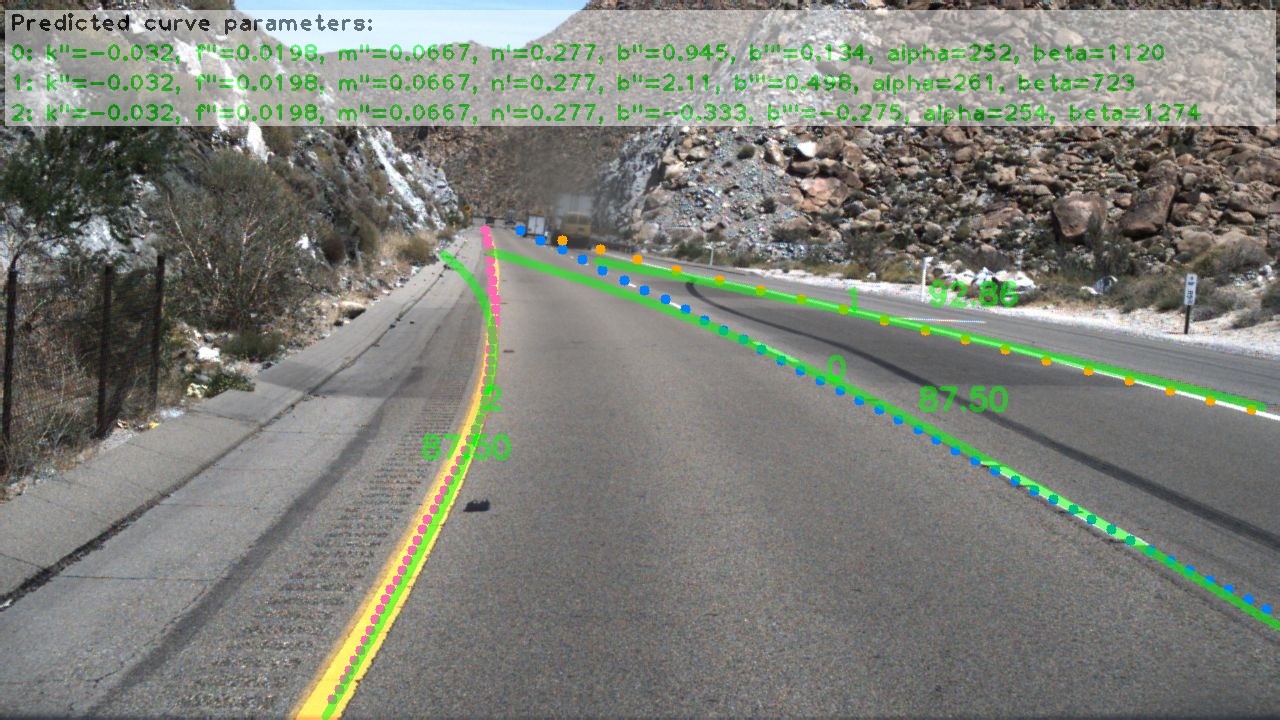 Predicted curve parameters:
0: k''=-0.032, f''=0.0198, m''=0.0667, n'=0.277, b''=0.945, b'''=0.134, alpha=252, beta=1120
1: k''=-0.032, f''=0.0198, m''=0.0667, n'=0.277, b''=2.11, b'''=0.498, alpha=261, beta=723
2: k''=-0.032, f''=0.0198, m''=0.0667, n'=0.277, b''=-0.333, b'''=-0.275, alpha=254, beta=1274
1 92.86
0
87.50
2
87.50